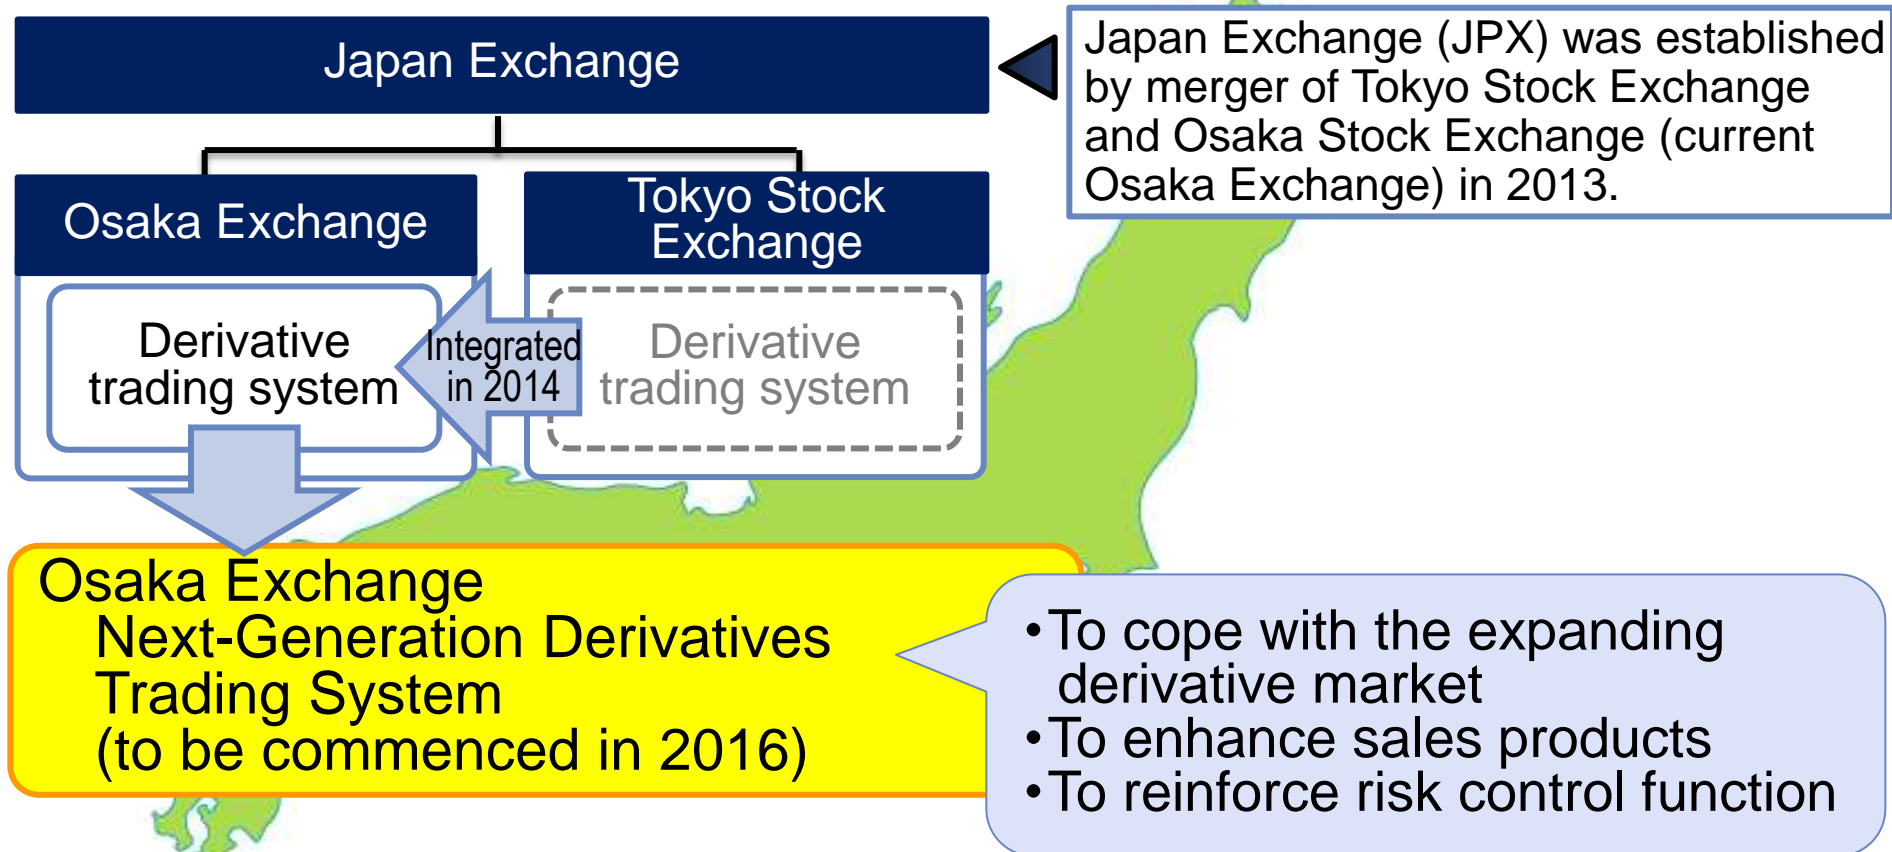 Japan Exchange
Japan Exchange (JPX) was established
by merger of Tokyo Stock Exchange
and Osaka Stock Exchange (current
Osaka Exchange) in 2013.
Osaka Exchange
Tokyo Stock
Exchange
Derivative
trading system
Integrated
in 2014
Derivative
trading system
Osaka Exchange
Next-Generation Derivatives
Trading System
(to be commenced in 2016)
•To cope with the expanding
derivative market
•To enhance sales products
•To reinforce risk control function